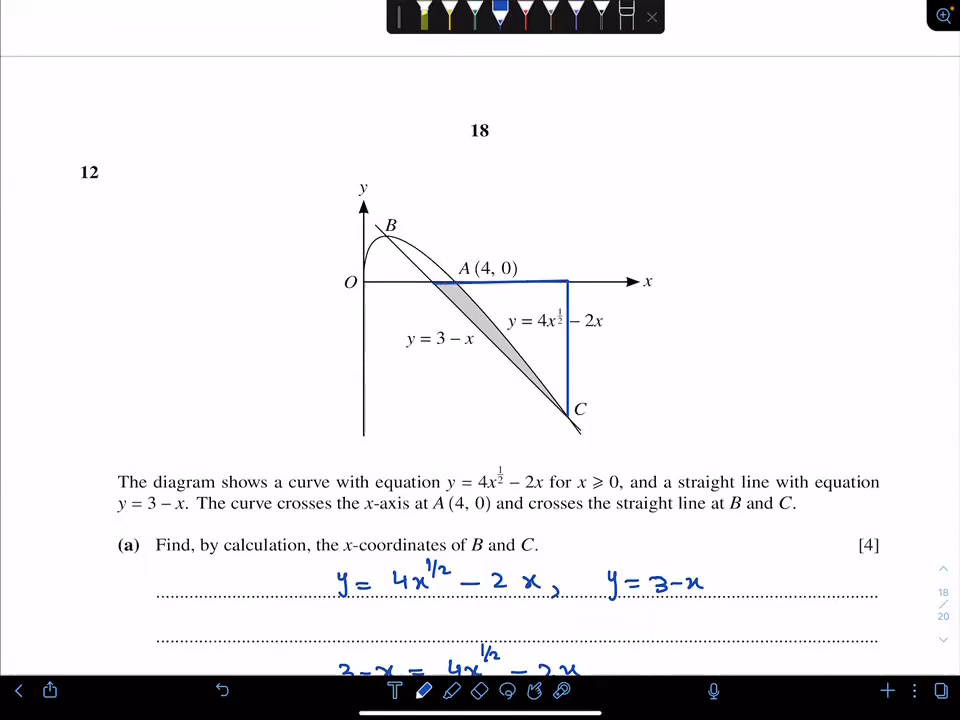 18
12
y
B
A (4, 0)
O
x
y = 4x^{1/2} − 2x
y = 3 − x
C
The diagram shows a curve with equation y = 4x^{1/2} − 2x for x ⩾ 0, and a straight line with equation
y = 3 − x. The curve crosses the x-axis at A (4, 0) and crosses the straight line at B and C.
(a) Find, by calculation, the x-coordinates of B and C. [4]
y = 4x^{1/2} − 2x, y = 3−x
3−x = 4x^{1/2} − 2x
18
/
20
T